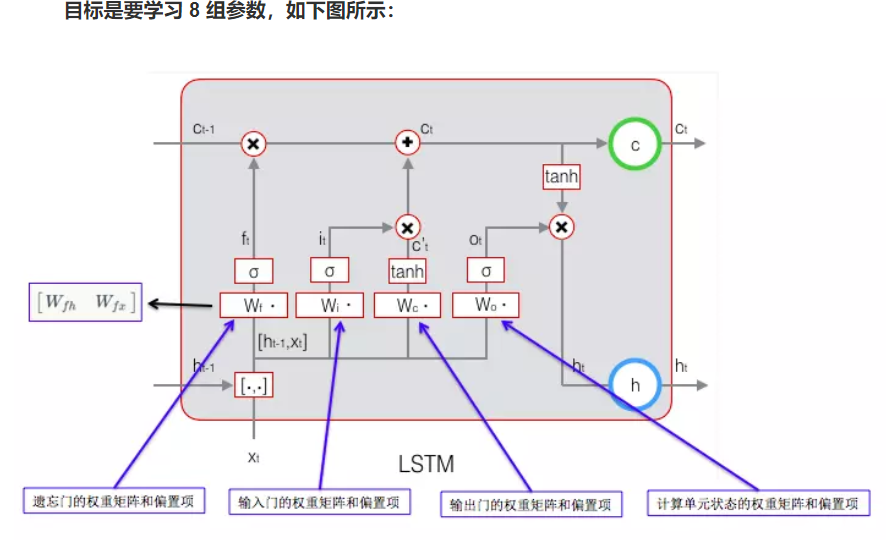 目标是要学习 8 组参数，如下图所示：
Ct-1
Ct
c
Ct
tanh
ft
it
c't
ot
σ
σ
tanh
σ
[Wfh Wfx]
Wf ·
Wi ·
Wc ·
Wo ·
[ht-1,xt]
ht-1
[.,.]
ht
h
ht
xt
LSTM
遗忘门的权重矩阵和偏置项
输入门的权重矩阵和偏置项
输出门的权重矩阵和偏置项
计算单元状态的权重矩阵和偏置项